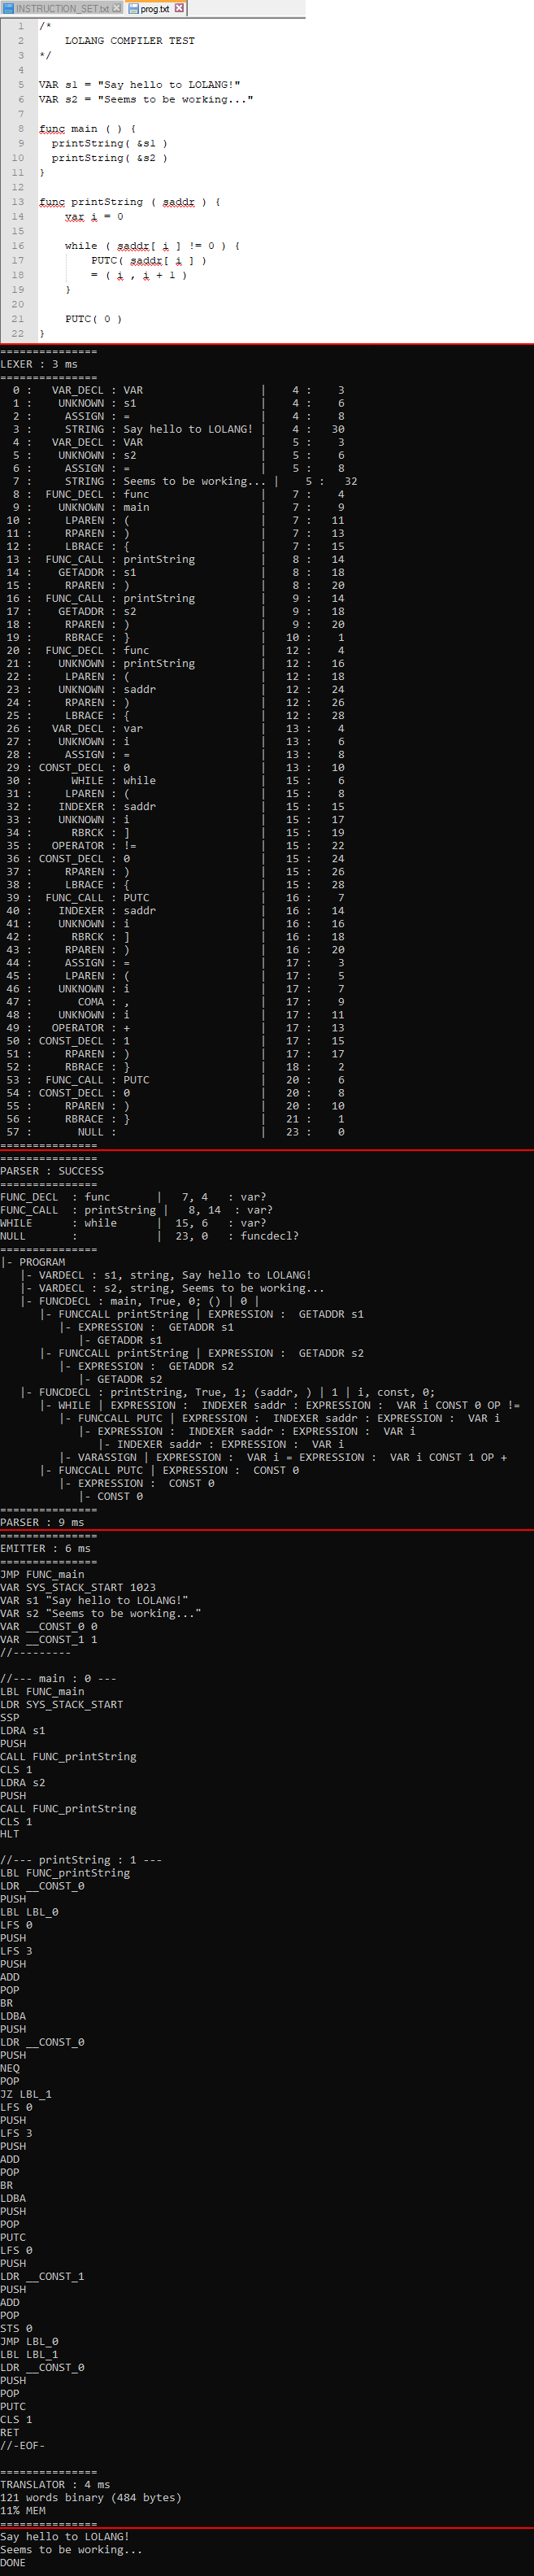 INSTRUCTION_SET.txt prog.txt
1 /*
2 LOLANG COMPILER TEST
3 */
4
5 VAR s1 = "Say hello to LOLANG!"
6 VAR s2 = "Seems to be working..."
7
8 func main ( ) {
9 printString( &s1 )
10 printString( &s2 )
11 }
12
13 func printString ( saddr ) {
14 var i = 0
15
16 while ( saddr[ i ] != 0 ) {
17 PUTC( saddr[ i ] )
18 = ( i , i + 1 )
19 }
20
21 PUTC( 0 )
22 }
===============
LEXER : 3 ms
===============
0 : VAR_DECL : VAR | 4 : 3
1 : UNKNOWN : s1 | 4 : 6
2 : ASSIGN : = | 4 : 8
3 : STRING : Say hello to LOLANG! | 4 : 30
4 : VAR_DECL : VAR | 5 : 3
5 : UNKNOWN : s2 | 5 : 6
6 : ASSIGN : = | 5 : 8
7 : STRING : Seems to be working... | 5 : 32
8 : FUNC_DECL : func | 7 : 4
9 : UNKNOWN : main | 7 : 9
10 : LPAREN : ( | 7 : 11
11 : RPAREN : ) | 7 : 13
12 : LBRACE : { | 7 : 15
13 : FUNC_CALL : printString | 8 : 14
14 : GETADDR : s1 | 8 : 18
15 : RPAREN : ) | 8 : 20
16 : FUNC_CALL : printString | 9 : 14
17 : GETADDR : s2 | 9 : 18
18 : RPAREN : ) | 9 : 20
19 : RBRACE : } | 10 : 1
20 : FUNC_DECL : func | 12 : 4
21 : UNKNOWN : printString | 12 : 16
22 : LPAREN : ( | 12 : 18
23 : UNKNOWN : saddr | 12 : 24
24 : RPAREN : ) | 12 : 26
25 : LBRACE : { | 12 : 28
26 : VAR_DECL : var | 13 : 4
27 : UNKNOWN : i | 13 : 6
28 : ASSIGN : = | 13 : 8
29 : CONST_DECL : 0 | 13 : 10
30 : WHILE : while | 15 : 6
31 : LPAREN : ( | 15 : 8
32 : INDEXER : saddr | 15 : 15
33 : UNKNOWN : i | 15 : 17
34 : RBRCK : ] | 15 : 19
35 : OPERATOR : != | 15 : 22
36 : CONST_DECL : 0 | 15 : 24
37 : RPAREN : ) | 15 : 26
38 : LBRACE : { | 15 : 28
39 : FUNC_CALL : PUTC | 16 : 7
40 : INDEXER : saddr | 16 : 14
41 : UNKNOWN : i | 16 : 16
42 : RBRCK : ] | 16 : 18
43 : RPAREN : ) | 16 : 20
44 : ASSIGN : = | 17 : 3
45 : LPAREN : ( | 17 : 5
46 : UNKNOWN : i | 17 : 7
47 : COMA : , | 17 : 9
48 : UNKNOWN : i | 17 : 11
49 : OPERATOR : + | 17 : 13
50 : CONST_DECL : 1 | 17 : 15
51 : RPAREN : ) | 17 : 17
52 : RBRACE : } | 18 : 2
53 : FUNC_CALL : PUTC | 20 : 6
54 : CONST_DECL : 0 | 20 : 8
55 : RPAREN : ) | 20 : 10
56 : RBRACE : } | 21 : 1
57 : NULL : | 23 : 0
===============
===============
PARSER : SUCCESS
===============
FUNC_DECL : func | 7, 4 : var?
FUNC_CALL : printString | 8, 14 : var?
WHILE : while | 15, 6 : var?
NULL : | 23, 0 : funcdecl?
===============
|- PROGRAM
|- VARDECL : s1, string, Say hello to LOLANG!
|- VARDECL : s2, string, Seems to be working...
|- FUNCDECL : main, True, 0; () | 0 |
|- FUNCCALL printString | EXPRESSION : GETADDR s1
|- EXPRESSION : GETADDR s1
|- GETADDR s1
|- FUNCCALL printString | EXPRESSION : GETADDR s2
|- EXPRESSION : GETADDR s2
|- GETADDR s2
|- FUNCDECL : printString, True, 1; (saddr, ) | 1 | i, const, 0;
|- WHILE | EXPRESSION : INDEXER saddr : EXPRESSION : VAR i CONST 0 OP !=
|- FUNCCALL PUTC | EXPRESSION : INDEXER saddr : EXPRESSION : VAR i
|- EXPRESSION : INDEXER saddr : EXPRESSION : VAR i
|- INDEXER saddr : EXPRESSION : VAR i
|- VARASSIGN | EXPRESSION : VAR i = EXPRESSION : VAR i CONST 1 OP +
|- FUNCCALL PUTC | EXPRESSION : CONST 0
|- EXPRESSION : CONST 0
|- CONST 0
===============
PARSER : 9 ms
===============
EMITTER : 6 ms
===============
JMP FUNC_main
VAR SYS_STACK_START 1023
VAR s1 "Say hello to LOLANG!"
VAR s2 "Seems to be working..."
VAR __CONST_0 0
VAR __CONST_1 1
//---------

//--- main : 0 ---
LBL FUNC_main
LDR SYS_STACK_START
SSP
LDRA s1
PUSH
CALL FUNC_printString
CLS 1
LDRA s2
PUSH
CALL FUNC_printString
CLS 1
HLT

//--- printString : 1 ---
LBL FUNC_printString
LDR __CONST_0
PUSH
LBL LBL_0
LFS 0
PUSH
LFS 3
PUSH
ADD
POP
BR
LDBA
PUSH
LDR __CONST_0
PUSH
NEQ
POP
JZ LBL_1
LFS 0
PUSH
LFS 3
PUSH
ADD
POP
BR
LDBA
PUSH
POP
PUTC
LFS 0
PUSH
LDR __CONST_1
PUSH
ADD
POP
STS 0
JMP LBL_0
LBL LBL_1
LDR __CONST_0
PUSH
POP
PUTC
CLS 1
RET
//-EOF-

===============
TRANSLATOR : 4 ms
121 words binary (484 bytes)
11% MEM
===============
Say hello to LOLANG!
Seems to be working...
DONE